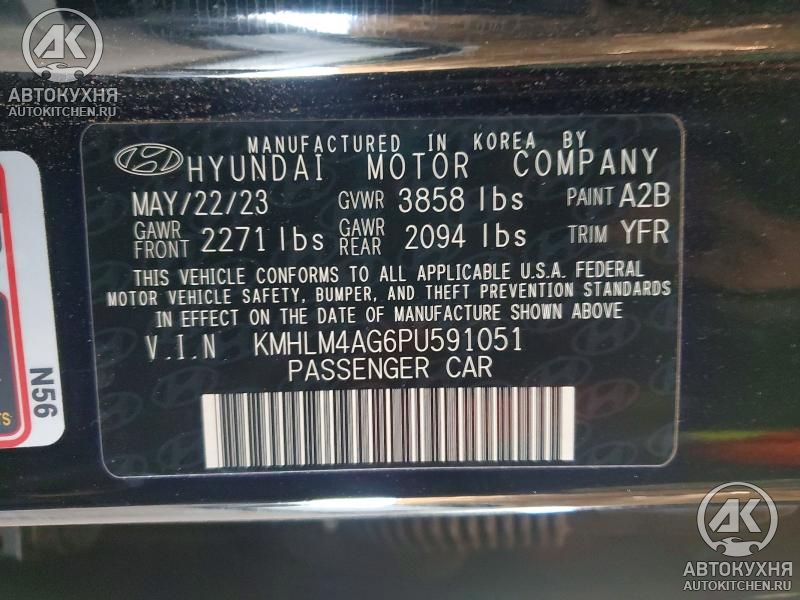 АВТОКУХНЯ
AUTOKITCHEN.RU
MANUFACTURED IN KOREA BY
HYUNDAI MOTOR COMPANY
MAY/22/23 GVWR 3858 lbs PAINT A2B
GAWR FRONT 2271 lbs GAWR REAR 2094 lbs TRIM YFR
THIS VEHICLE CONFORMS TO ALL APPLICABLE U.S.A. FEDERAL
MOTOR VEHICLE SAFETY, BUMPER, AND THEFT PREVENTION STANDARDS
IN EFFECT ON THE DATE OF MANUFACTURE SHOWN ABOVE
V.I.N KMHLM4AG6PU591051
PASSENGER CAR
N56
АВТОКУХНЯ
AUTOKITCHEN.RU